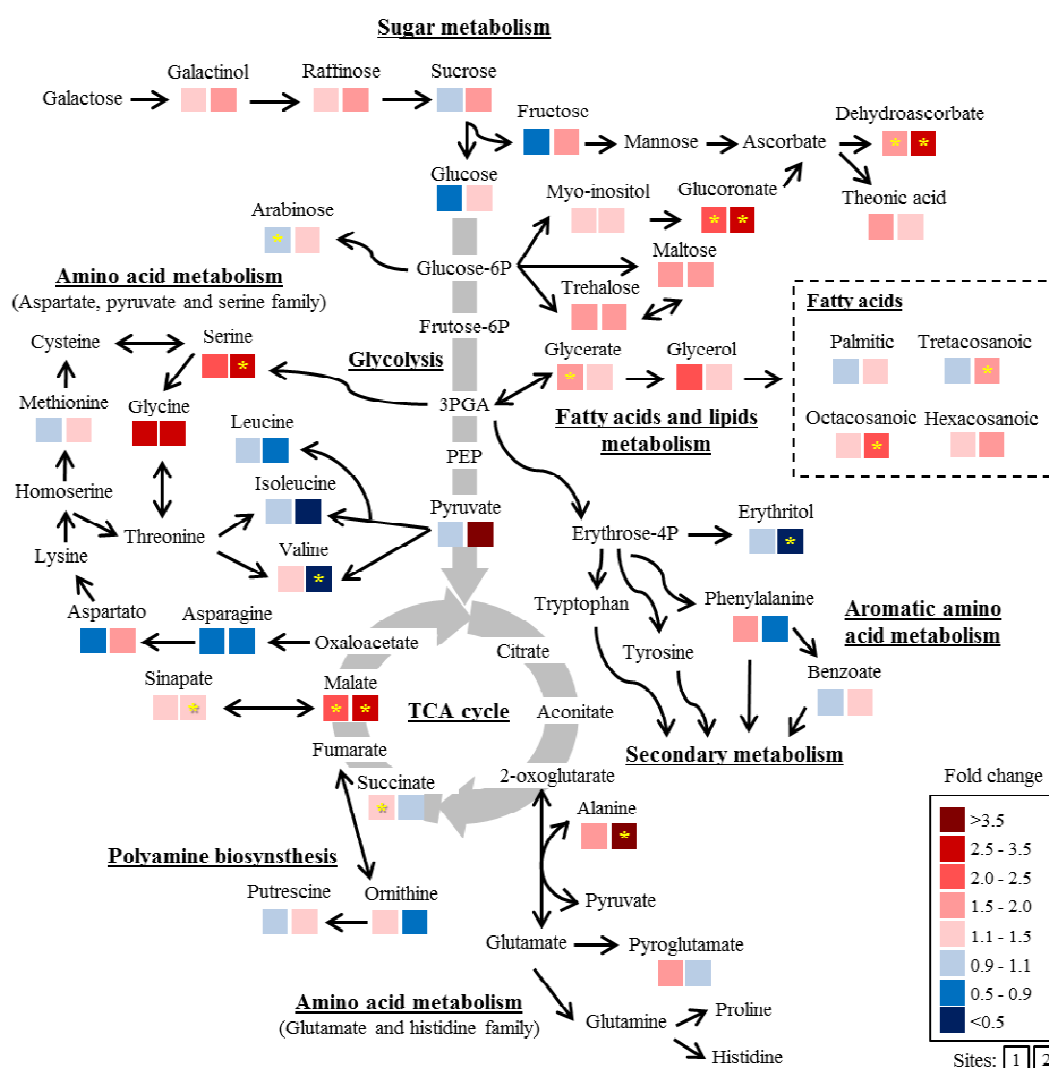 Sugar metabolism
Galactose
Galactinol
Raffinose
Sucrose
Fructose
Mannose
Ascorbate
Dehydroascorbate
* *
Theonic acid
Glucose
Myo-inositol
Glucoronate
* *
Arabinose
*
Glucose-6P
Maltose
Trehalose
Amino acid metabolism
(Aspartate, pyruvate and serine family)
Frutose-6P
Glycolysis
Cysteine
Serine
*
Methionine
Glycine
3PGA
Glycerate
*
Glycerol
Fatty acids and lipids
metabolism
Fatty acids
Palmitic
Tretacosanoic
*
Octacosanoic
*
Hexacosanoic
Leucine
PEP
Isoleucine
Pyruvate
Homoserine
Threonine
Valine
*
Lysine
Erythrose-4P
Erythritol
*
Aspartato
Asparagine
Oxaloacetate
Citrate
Tryptophan
Tyrosine
Phenylalanine
Aromatic amino
acid metabolism
Benzoate
Sinapate
*
Malate
* *
TCA cycle
Aconitate
Fumarate
Secondary metabolism
Succinate
*
2-oxoglutarate
Alanine
*
Pyruvate
Polyamine biosynsthesis
Putrescine
Ornithine
Glutamate
Pyroglutamate
Amino acid metabolism
(Glutamate and histidine family)
Glutamine
Proline
Histidine
Fold change
>3.5
2.5 - 3.5
2.0 - 2.5
1.5 - 2.0
1.1 - 1.5
0.9 - 1.1
0.5 - 0.9
<0.5
Sites: 1 2